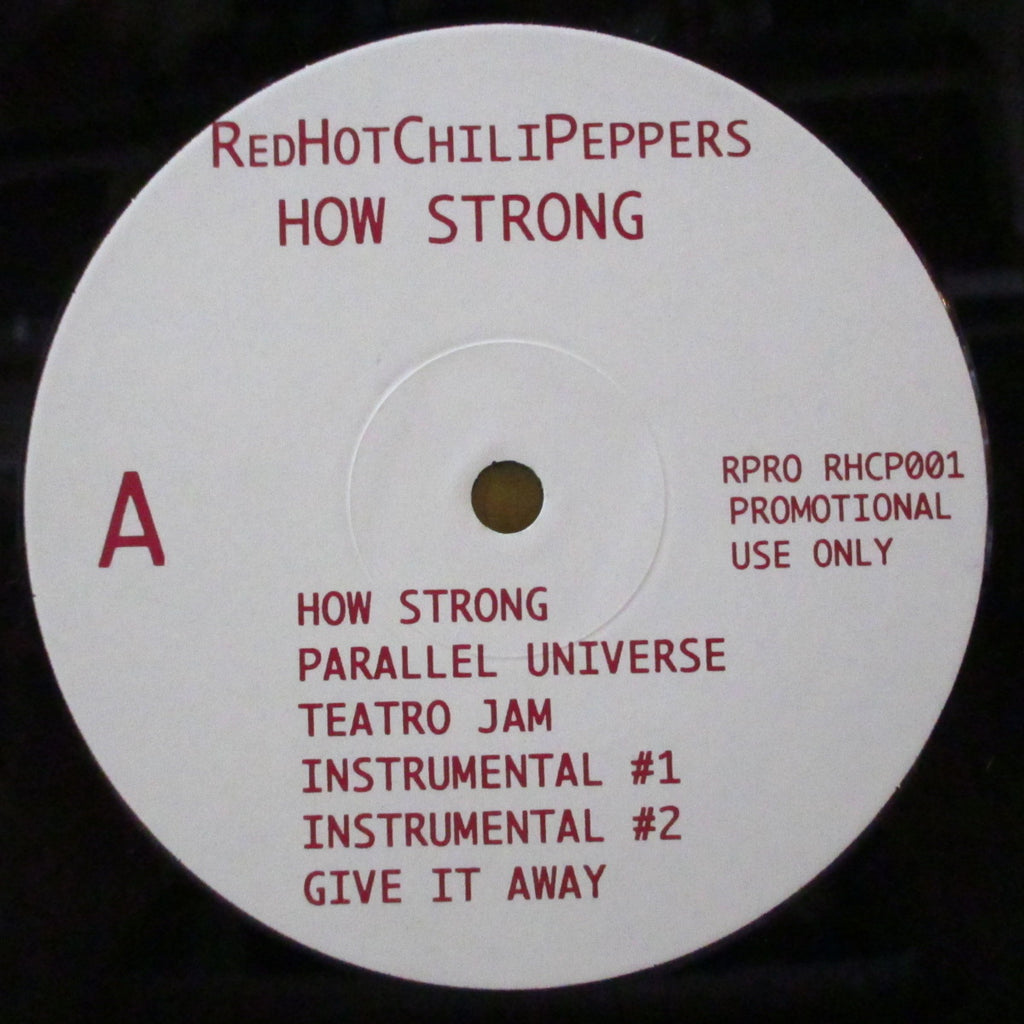 REDHOTCHILIPEPPERS
HOW STRONG
A
RPRO RHCP001
PROMOTIONAL
USE ONLY
HOW STRONG
PARALLEL UNIVERSE
TEATRO JAM
INSTRUMENTAL #1
INSTRUMENTAL #2
GIVE IT AWAY